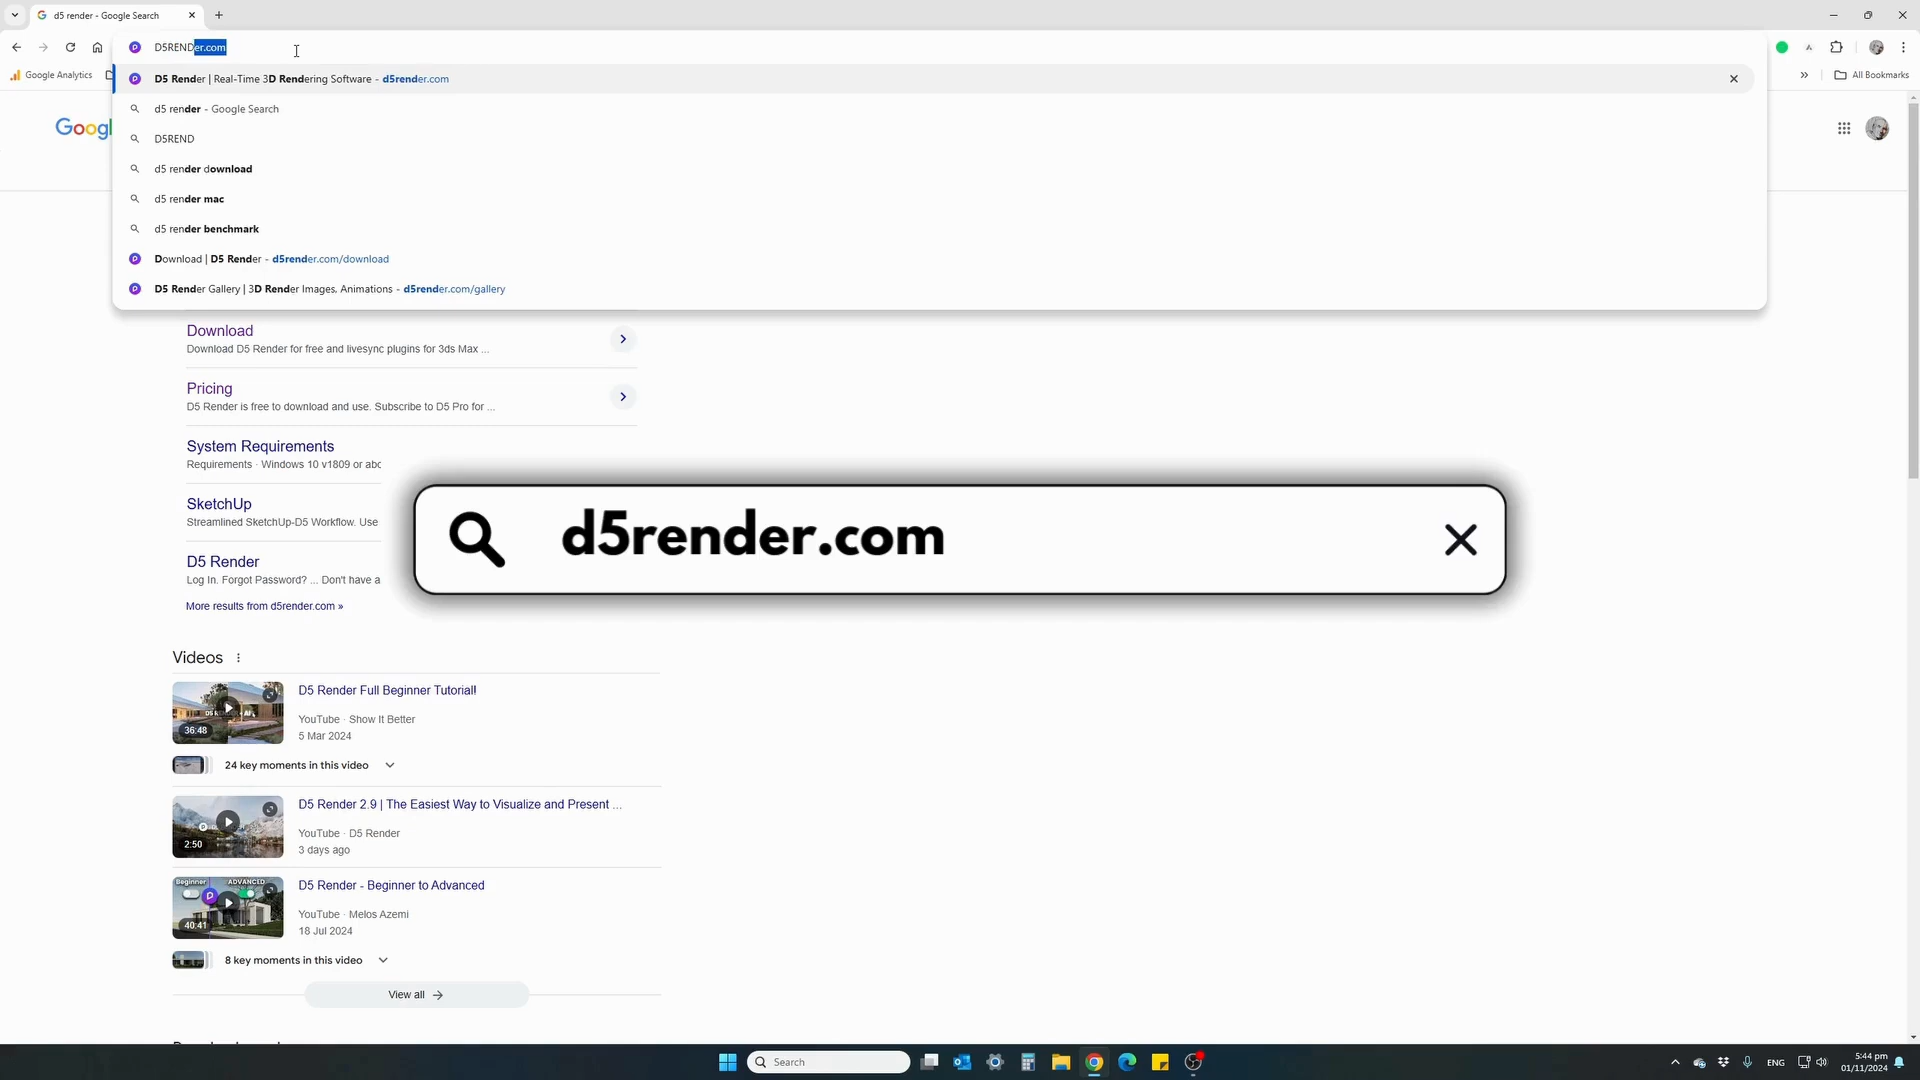 d5 render - Google Search
D5RENDer.com
Google Analytics
All Bookmarks
D5 Render | Real-Time 3D Rendering Software - d5render.com
d5 render - Google Search
D5REND
d5 render download
d5 render mac
d5 render benchmark
Download | D5 Render - d5render.com/download
D5 Render Gallery | 3D Render Images, Animations - d5render.com/gallery
Goog
Download
Download D5 Render for free and livesync plugins for 3ds Max ...
Pricing
D5 Render is free to download and use. Subscribe to D5 Pro for ...
System Requirements
Requirements · Windows 10 v1809 or abo
SketchUp
Streamlined SketchUp-D5 Workflow. Use
D5 Render
Log In. Forgot Password? ... Don't have a
More results from d5render.com »
d5render.com
Videos
D5 Render Full Beginner Tutorial!
YouTube · Show It Better
5 Mar 2024
36:48
24 key moments in this video
D5 Render 2.9 | The Easiest Way to Visualize and Present ...
YouTube · D5 Render
3 days ago
2:50
Beginner ADVANCED
D5 Render - Beginner to Advanced
YouTube · Melos Azemi
18 Jul 2024
40:41
8 key moments in this video
View all
Search
ENG
5:44 pm
01/11/2024